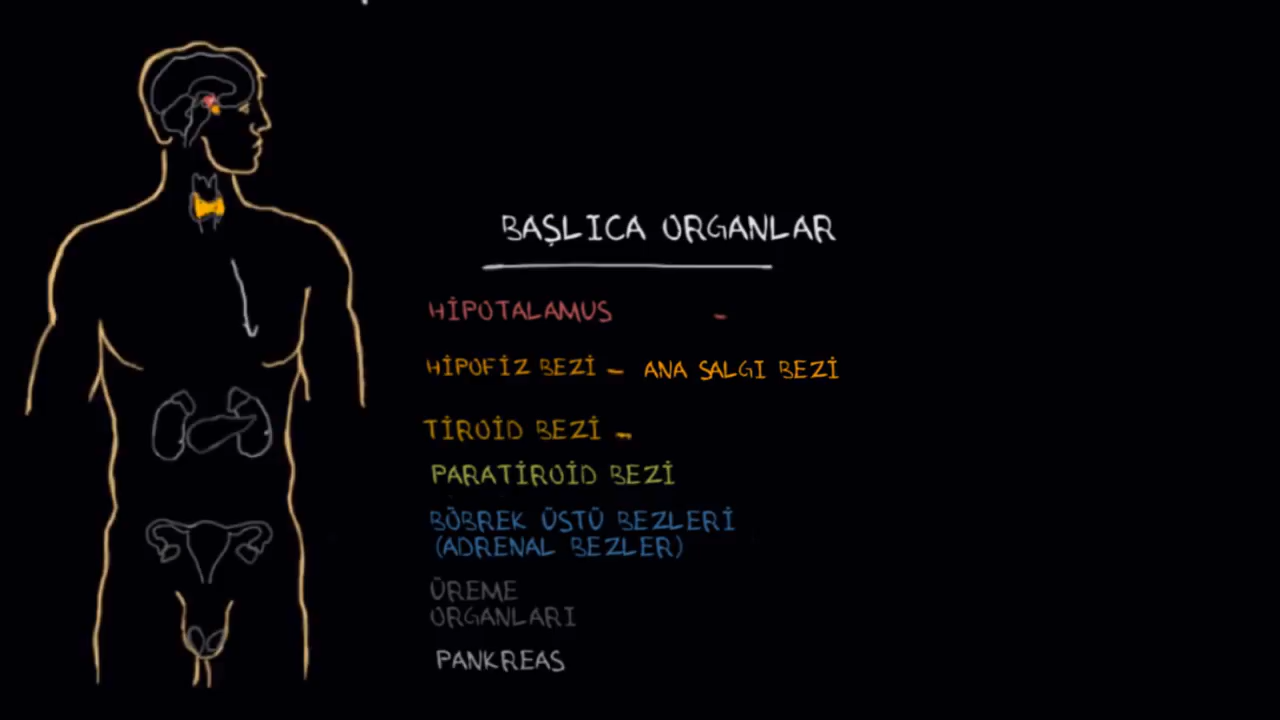 BAŞLICA ORGANLAR
HİPOTALAMUS -
HİPOFİZ BEZİ - ANA SALGI BEZİ
TİROİD BEZİ -
PARATİROİD BEZİ
BÖBREK ÜSTÜ BEZLERİ
(ADRENAL BEZLER)
ÜREME
ORGANLARI
PANKREAS